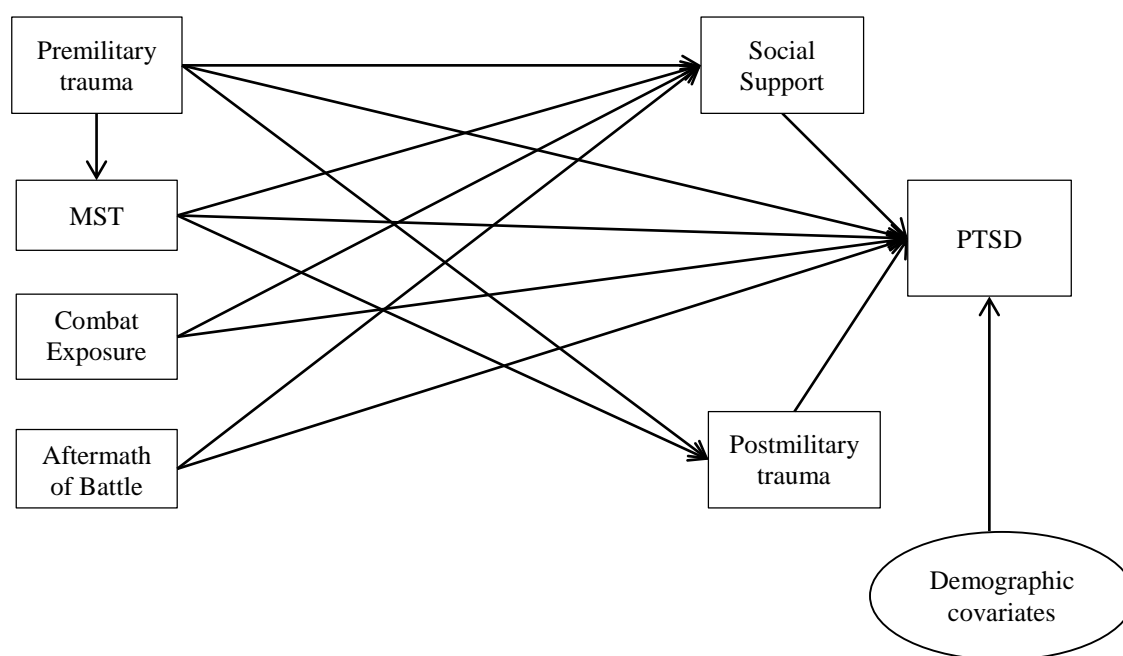 Premilitary
trauma
Social
Support
MST
PTSD
Combat
Exposure
Aftermath
of Battle
Postmilitary
trauma
Demographic
covariates